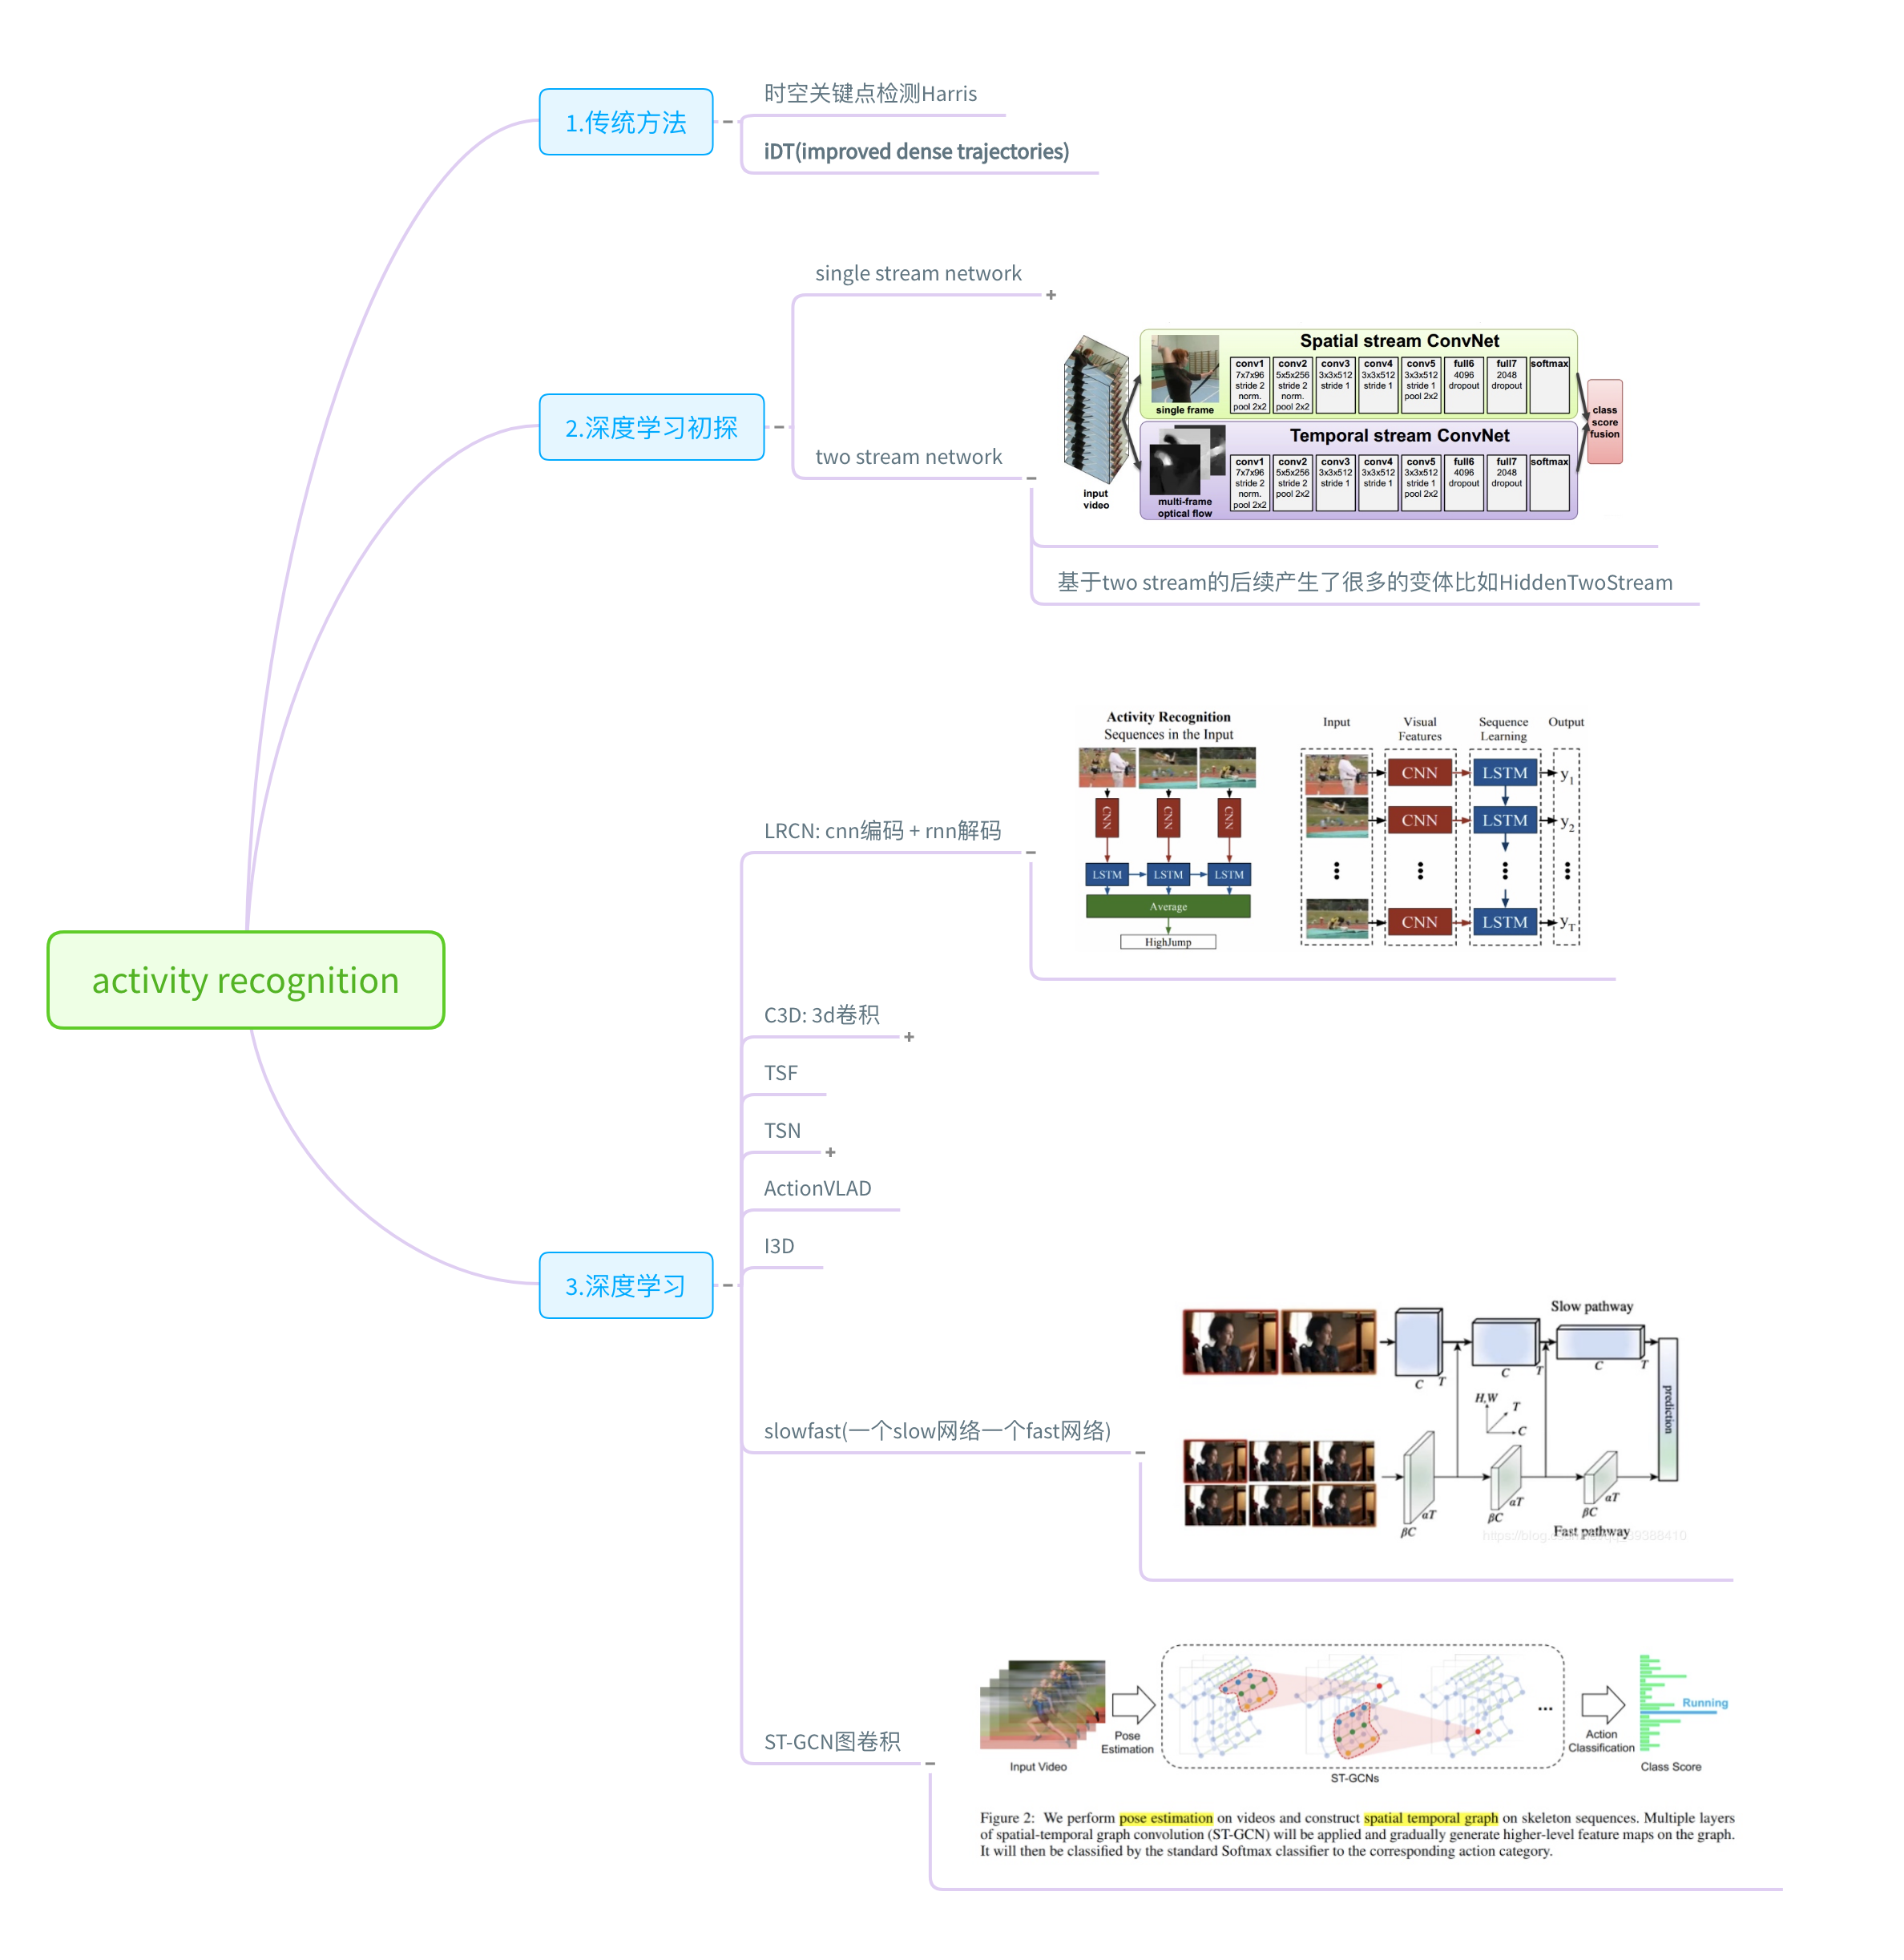 activity recognition
1.传统方法
时空关键点检测Harris
iDT(improved dense trajectories)
2.深度学习初探
single stream network
two stream network
input
video
Spatial stream ConvNet
single frame
conv1
7x7x96
stride 2
norm.
pool 2x2
conv2
5x5x256
stride 2
norm.
pool 2x2
conv3
3x3x512
stride 1
conv4
3x3x512
stride 1
conv5
3x3x512
stride 1
pool 2x2
full6
4096
dropout
full7
2048
dropout
softmax
Temporal stream ConvNet
multi-frame
optical flow
conv1
7x7x96
stride 2
norm.
pool 2x2
conv2
5x5x256
stride 2
pool 2x2
conv3
3x3x512
stride 1
conv4
3x3x512
stride 1
conv5
3x3x512
stride 1
pool 2x2
full6
4096
dropout
full7
2048
dropout
softmax
class
score
fusion
基于two stream的后续产生了很多的变体比如HiddenTwoStream
3.深度学习
LRCN: cnn编码 + rnn解码
Activity Recognition
Sequences in the Input
CNN CNN CNN
LSTM LSTM LSTM
Average
HighJump
Input
Visual
Features
Sequence
Learning
Output
CNN LSTM y1
CNN LSTM y2
CNN LSTM yT
C3D: 3d卷积
TSF
TSN
ActionVLAD
I3D
slowfast(一个slow网络一个fast网络)
Slow pathway
C T
C T
C T
H,W
T
C
prediction
βC αT
βC αT
βC αT
Fast pathway
ST-GCN图卷积
Input Video
Pose
Estimation
ST-GCNs
...
Action
Classification
Running
Class Score
Figure 2: We perform pose estimation on videos and construct spatial temporal graph on skeleton sequences. Multiple layers
of spatial-temporal graph convolution (ST-GCN) will be applied and gradually generate higher-level feature maps on the graph.
It will then be classified by the standard Softmax classifier to the corresponding action category.